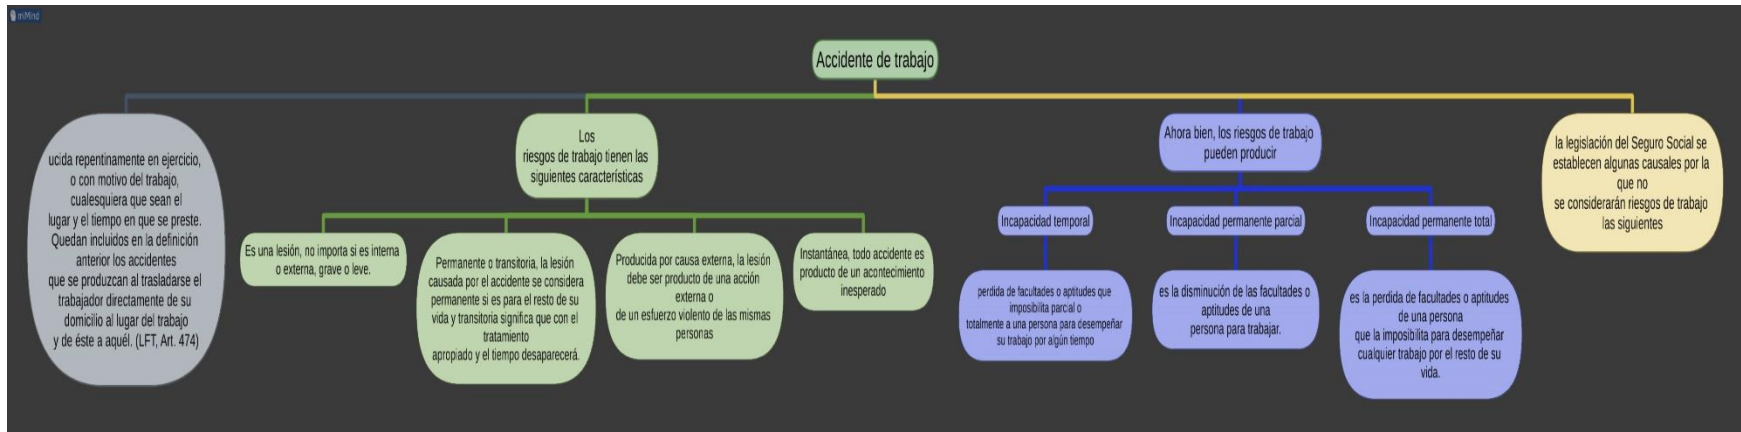 miMind
Accidente de trabajo
ucida repentinamente en ejercicio,
o con motivo del trabajo,
cualesquiera que sean el
lugar y el tiempo en que se preste.
Quedan incluidos en la definición
anterior los accidentes
que se produzcan al trasladarse el
trabajador directamente de su
domicilio al lugar del trabajo
y de éste a aquél. (LFT, Art. 474)
Los
riesgos de trabajo tienen las
siguientes características
Es una lesión, no importa si es interna
o externa, grave o leve.
Permanente o transitoria, la lesión
causada por el accidente se considera
permanente si es para el resto de su
vida y transitoria significa que con el
tratamiento
apropiado y el tiempo desaparecerá.
Producida por causa externa, la lesión
debe ser producto de una acción
externa o
de un esfuerzo violento de las mismas
personas
Instantánea, todo accidente es
producto de un acontecimiento
inesperado
Ahora bien, los riesgos de trabajo
pueden producir
Incapacidad temporal
perdida de facultades o aptitudes que
imposibilita parcial o
totalmente a una persona para desempeñar
su trabajo por algún tiempo
Incapacidad permanente parcial
es la disminución de las facultades o
aptitudes de una
persona para trabajar.
Incapacidad permanente total
es la perdida de facultades o aptitudes
de una persona
que la imposibilita para desempeñar
cualquier trabajo por el resto de su
vida.
la legislación del Seguro Social se
establecen algunas causales por la
que no
se considerarán riesgos de trabajo
las siguientes